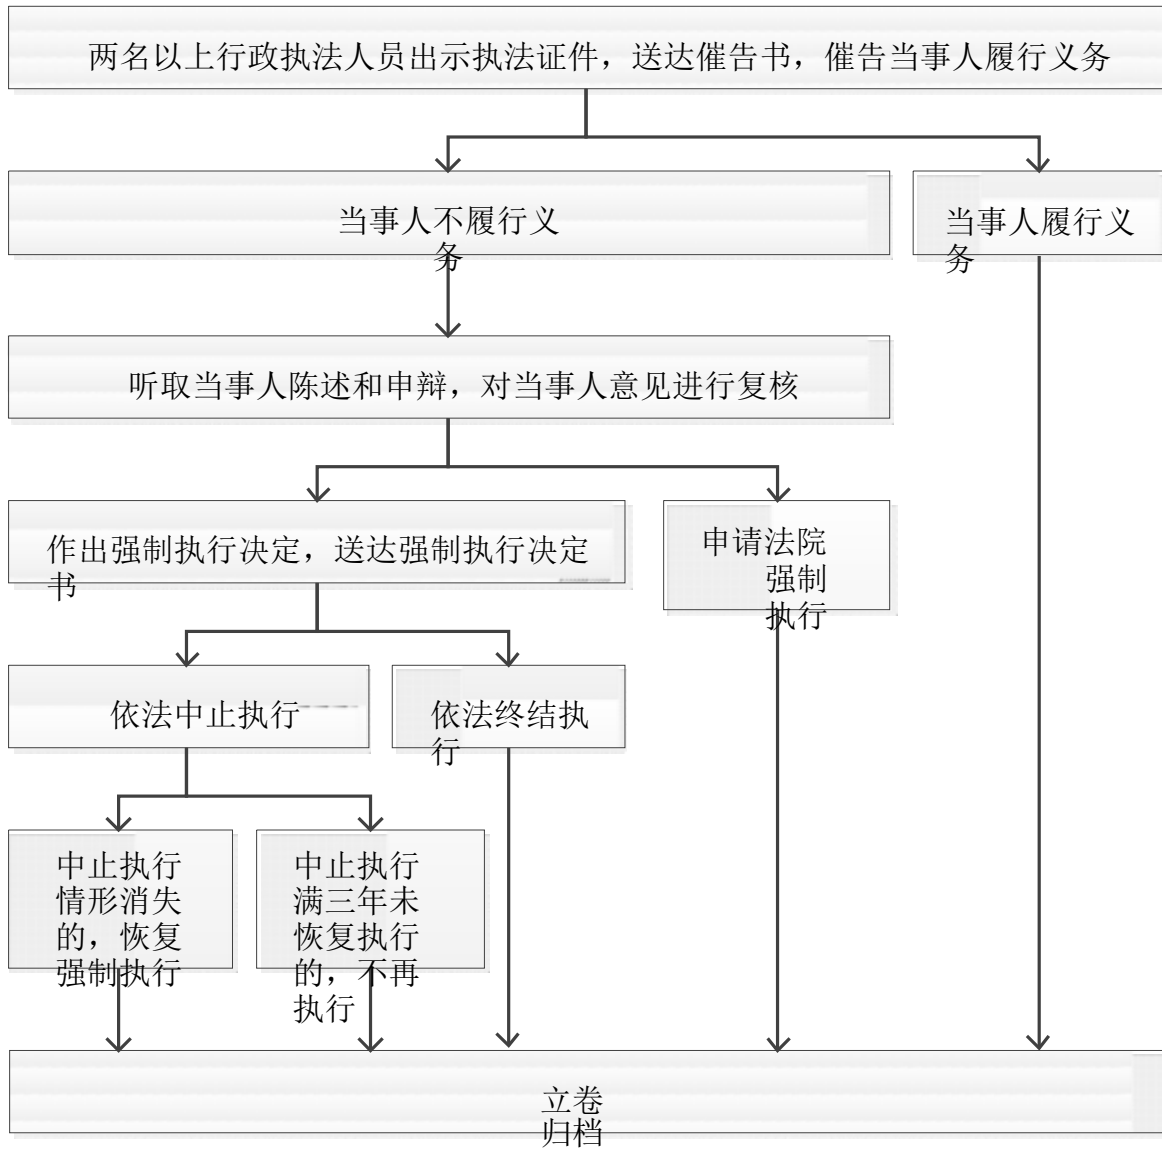 两名以上行政执法人员出示执法证件，送达催告书，催告当事人履行义务
当事人不履行义
务
当事人履行义
务
听取当事人陈述和申辩，对当事人意见进行复核
作出强制执行决定，送达强制执行决定
书
申请法院
强制
执行
依法中止执行
依法终结执
行
中止执行
情形消失
的，恢复
强制执行
中止执行
满三年未
恢复执行
的，不再
执行
立卷
归档